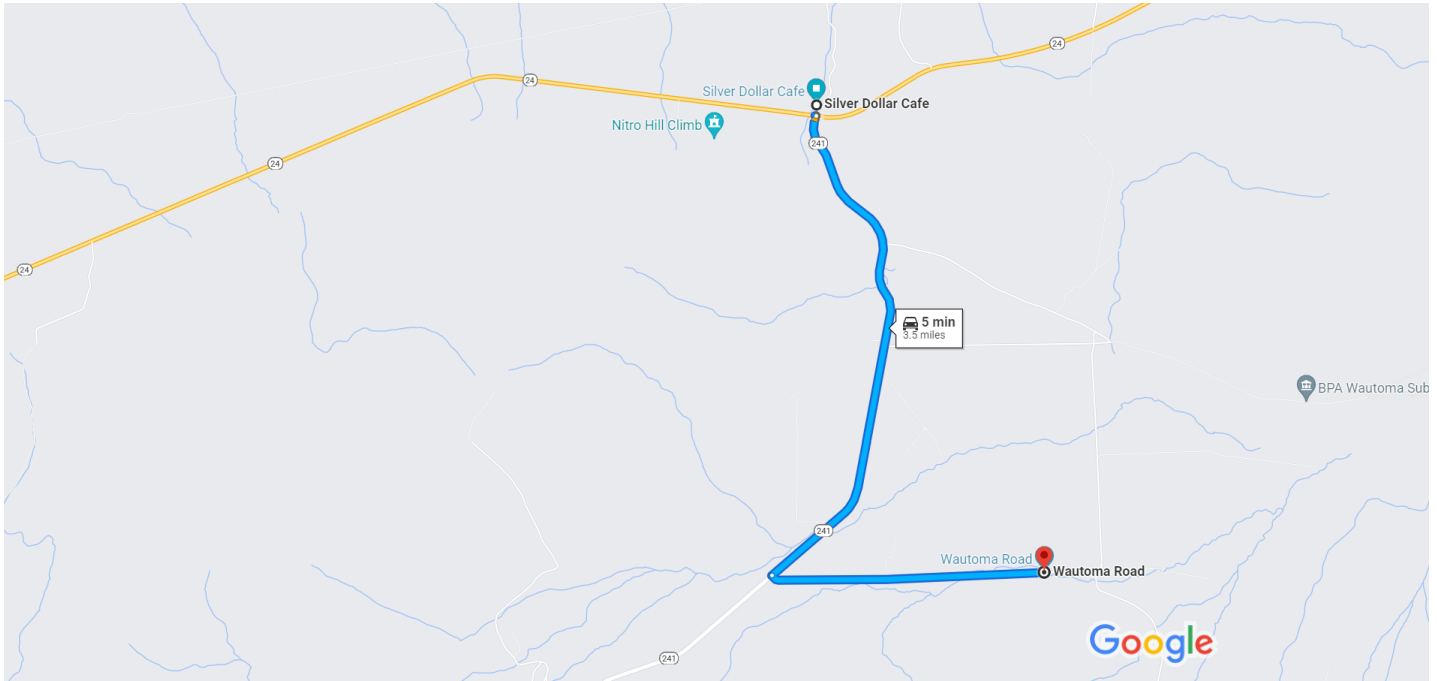 24
24
Silver Dollar Cafe
Silver Dollar Cafe
Nitro Hill Climb
241
24
24
5 min
3.5 miles
BPA Wautoma Sub
241
Wautoma Road
Wautoma Road
Google
241